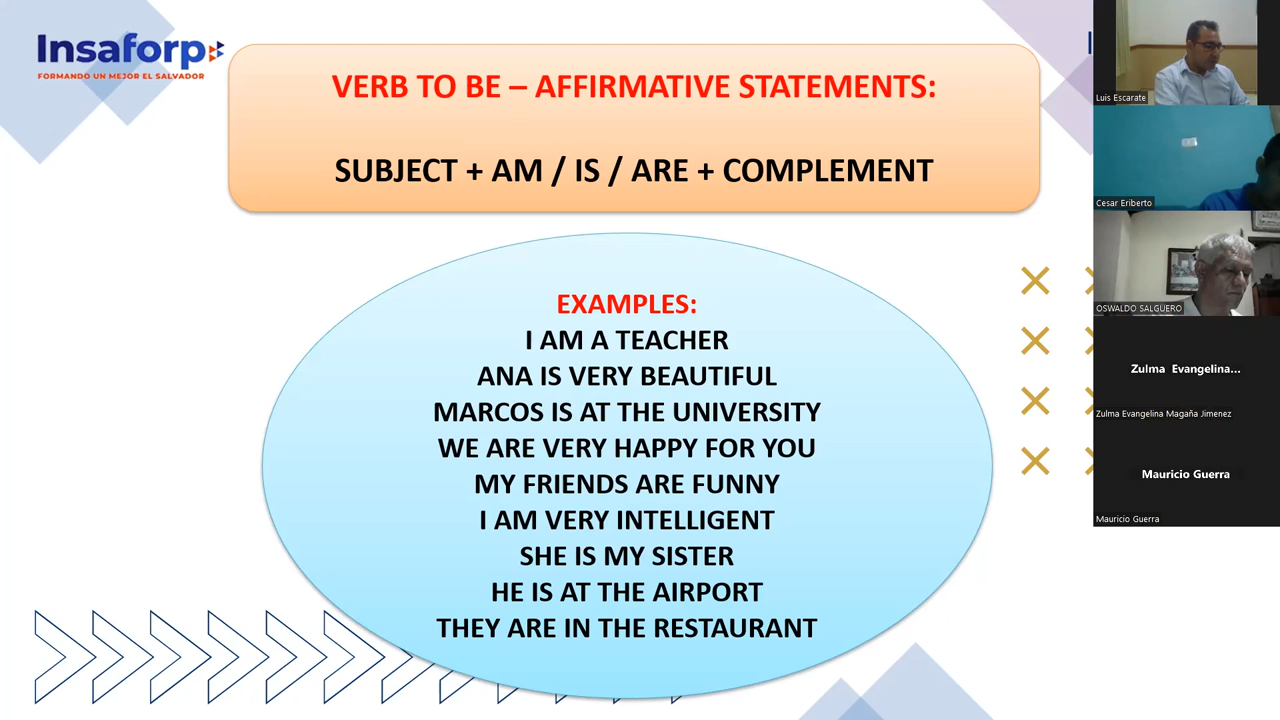 Insaforp
FORMANDO UN MEJOR EL SALVADOR
VERB TO BE – AFFIRMATIVE STATEMENTS:
SUBJECT + AM / IS / ARE + COMPLEMENT
EXAMPLES:
I AM A TEACHER
ANA IS VERY BEAUTIFUL
MARCOS IS AT THE UNIVERSITY
WE ARE VERY HAPPY FOR YOU
MY FRIENDS ARE FUNNY
I AM VERY INTELLIGENT
SHE IS MY SISTER
HE IS AT THE AIRPORT
THEY ARE IN THE RESTAURANT
Luis Escarate
Cesar Eriberto
OSWALDO SALGUERO
Zulma Evangelina...
Zulma Evangelina Magaña Jimenez
Mauricio Guerra
Mauricio Guerra